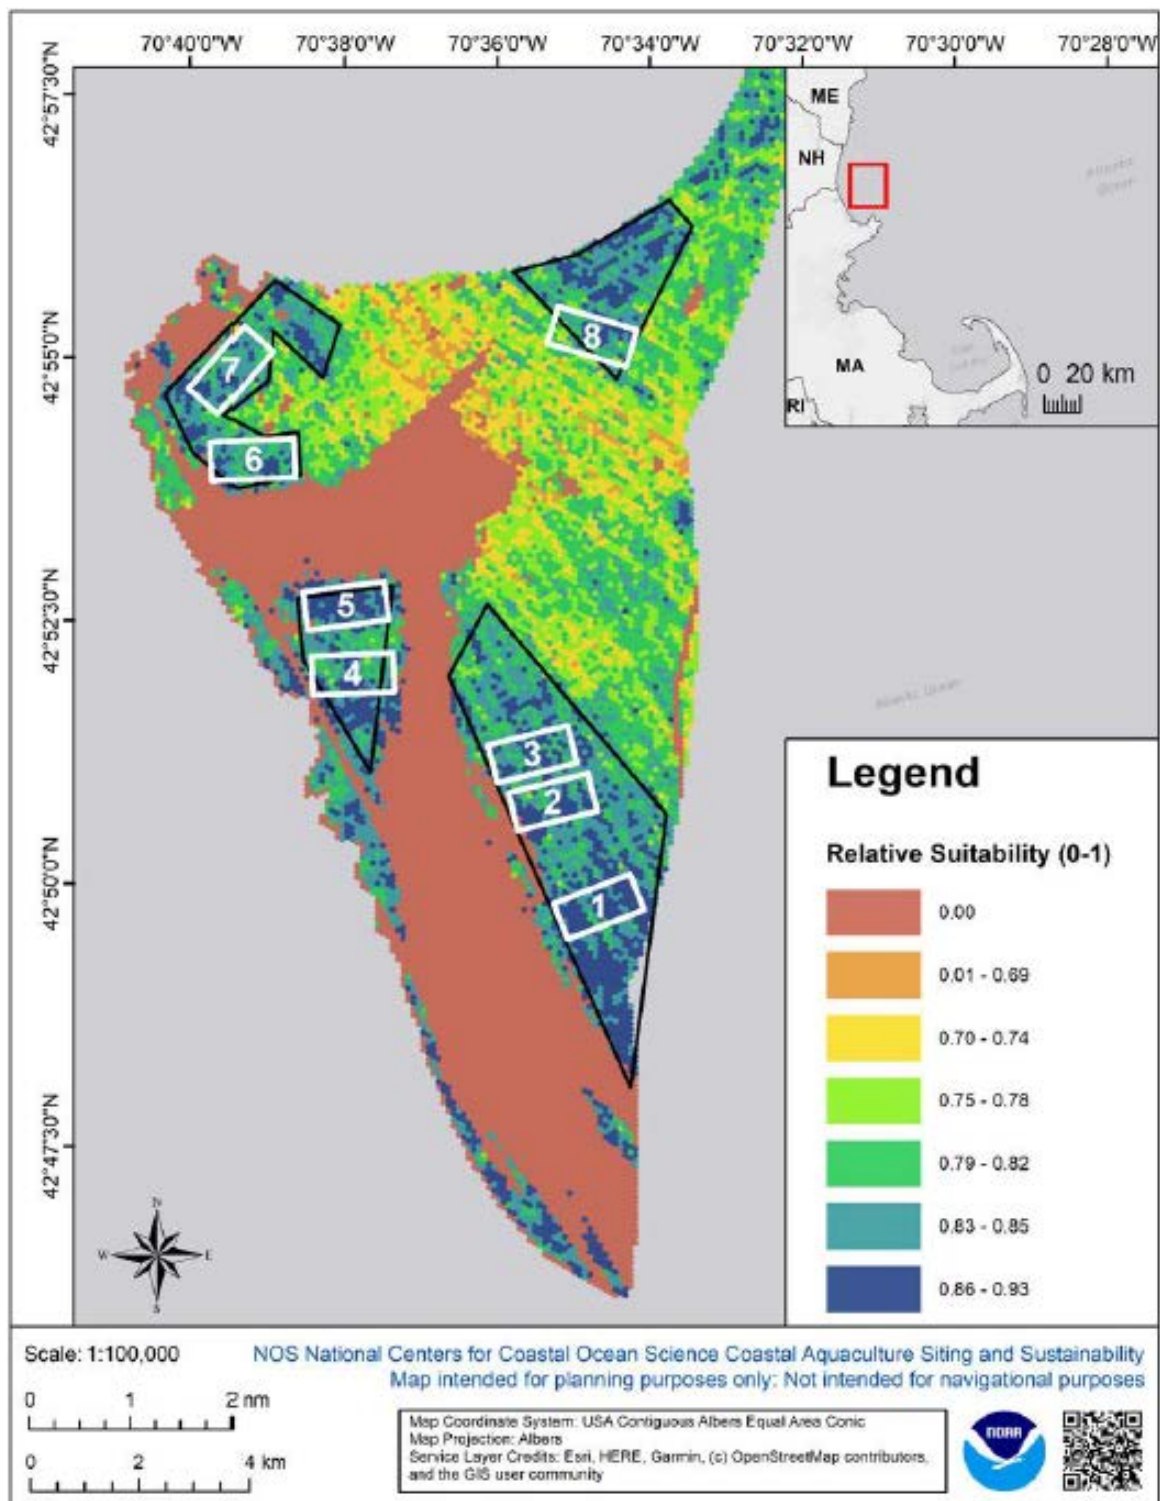 70°40'0"W 70°38'0"W 70°36'0"W 70°34'0"W 70°32'0"W 70°30'0"W 70°28'0"W
42°57'30"N
42°55'0"N
42°52'30"N
42°50'0"N
42°47'30"N
ME
NH
Atlantic
Ocean
MA
RI
0 20 km
8
7
6
5
4
3
2
1
Atlantic Ocean
Legend
Relative Suitability (0-1)
0.00
0.01 - 0.69
0.70 - 0.74
0.75 - 0.78
0.79 - 0.82
0.83 - 0.85
0.86 - 0.93
N
W E
S
Scale: 1:100,000
0 1 2 nm
0 2 4 km
NOS National Centers for Coastal Ocean Science Coastal Aquaculture Siting and Sustainability
Map intended for planning purposes only: Not intended for navigational purposes
Map Coordinate System: USA Contiguous Albers Equal Area Conic
Map Projection: Albers
Service Layer Credits: Esri, HERE, Garmin, (c) OpenStreetMap contributors,
and the GIS user community
NOAA